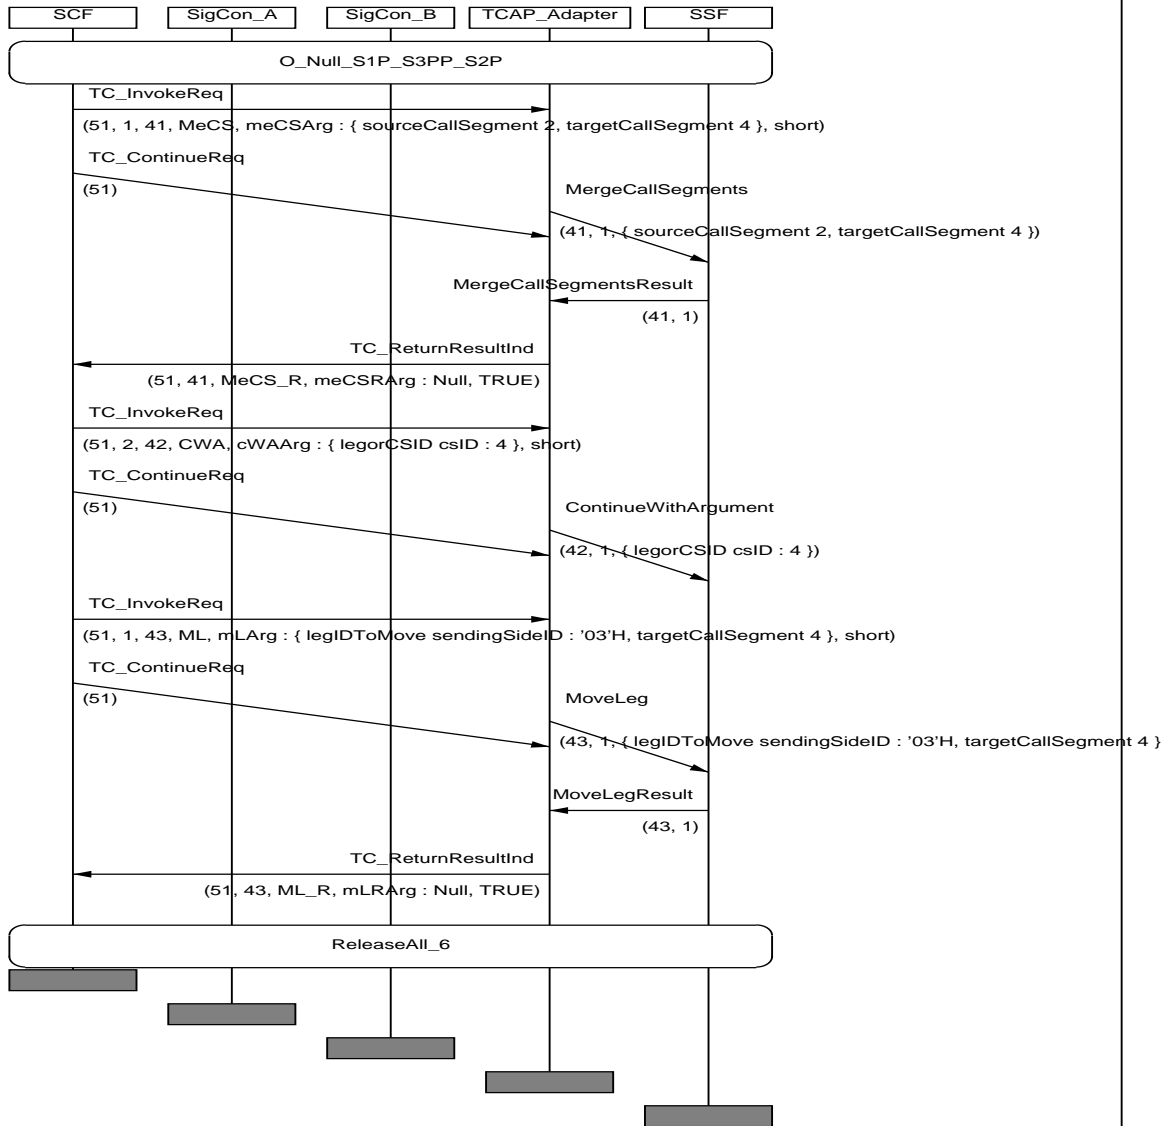 SCF SigCon_A SigCon_B TCAP_Adapter SSF
O_Null_S1P_S3PP_S2P
TC_InvokeReq
(51, 1, 41, MeCS, meCSArg : { sourceCallSegment 2, targetCallSegment 4 }, short)
TC_ContinueReq
(51)
MergeCallSegments
(41, 1, { sourceCallSegment 2, targetCallSegment 4 })
MergeCallSegmentsResult
(41, 1)
TC_ReturnResultInd
(51, 41, MeCS_R, meCSRArg : Null, TRUE)
TC_InvokeReq
(51, 2, 42, CWA, cWAArg : { legorCSID csID : 4 }, short)
TC_ContinueReq
(51)
ContinueWithArgument
(42, 1, { legorCSID csID : 4 })
TC_InvokeReq
(51, 1, 43, ML, mLArg : { legIDToMove sendingSideID : '03'H, targetCallSegment 4 }, short)
TC_ContinueReq
(51)
MoveLeg
(43, 1, { legIDToMove sendingSideID : '03'H, targetCallSegment 4 }
MoveLegResult
(43, 1)
TC_ReturnResultInd
(51, 43, ML_R, mLRArg : Null, TRUE)
ReleaseAll_6